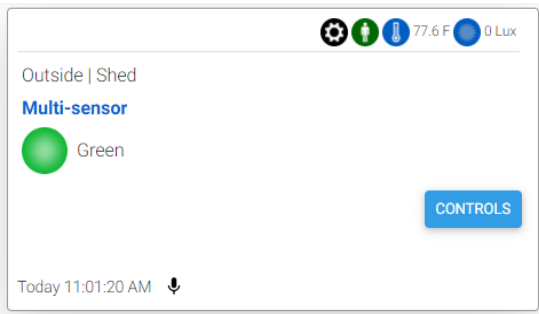 77.6 F 0 Lux
Outside | Shed
Multi-sensor
Green
CONTROLS
Today 11:01:20 AM